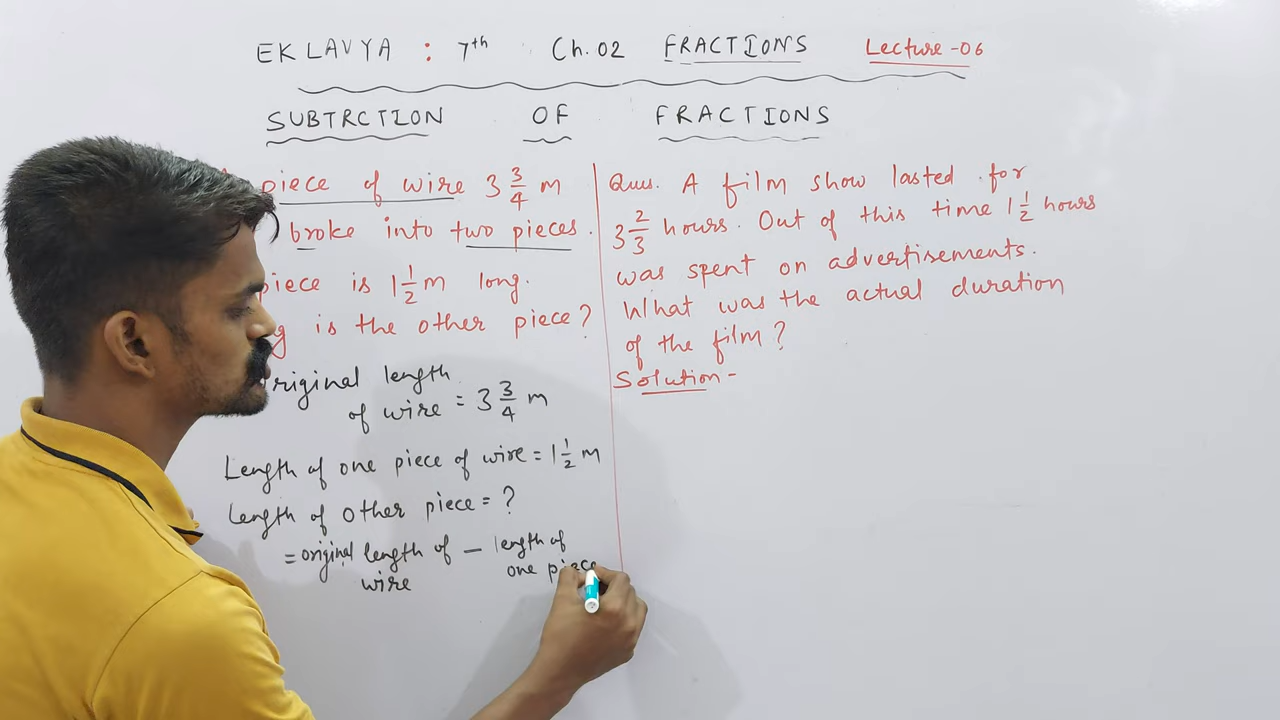 EKLAVYA : 7th Ch. 02 FRACTIONS Lecture-06
SUBTRCTION OF FRACTIONS
piece of wire 3 3/4 m
broke into two pieces.
piece is 1 1/2 m long.
is the other piece?
original length
of wire = 3 3/4 m
Length of one piece of wire = 1 1/2 m
Length of other piece = ?
= original length of - length of
wire one piece
Ques. A film show lasted for
3 2/3 hours. Out of this time 1 1/2 hours
was spent on advertisements.
What was the actual duration
of the film?
Solution-